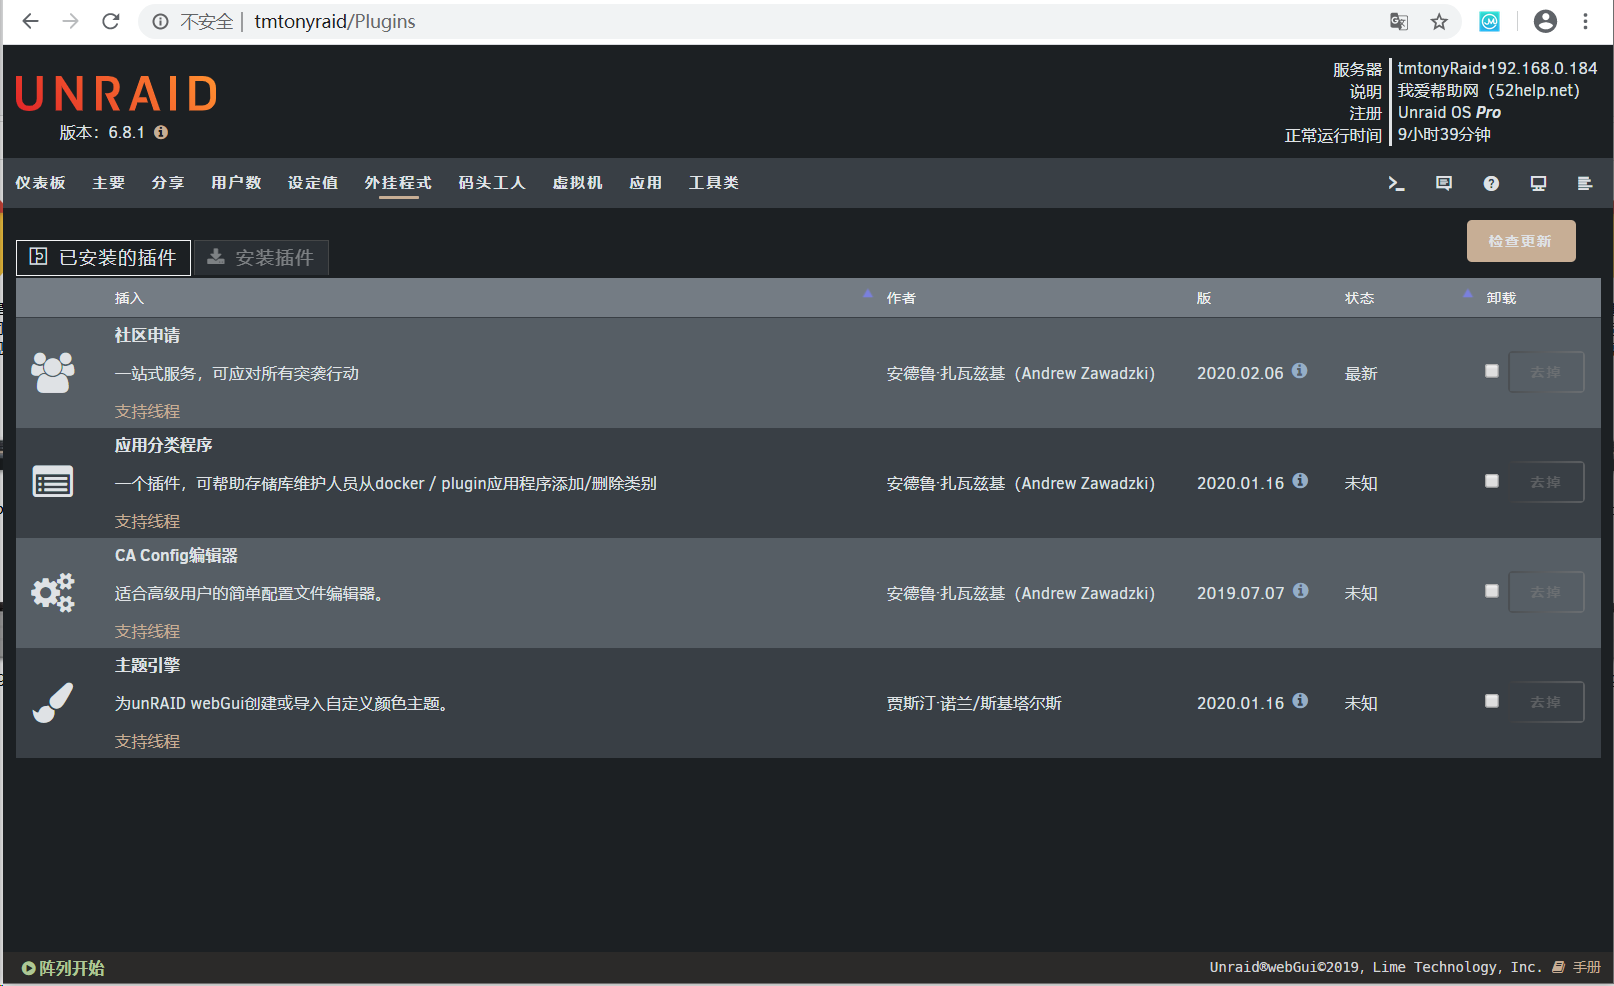 不安全 | tmtonyraid/Plugins
UNRAID
版本：6.8.1
服务器 tmtonyRaid•192.168.0.184
说明 我爱帮助网（52help.net）
注册 Unraid OS Pro
正常运行时间 9小时39分钟
仪表板 主要 分享 用户数 设定值 外挂程式 码头工人 虚拟机 应用 工具类
检查更新
已安装的插件 安装插件
插入 作者 版 状态 卸载
社区申请
一站式服务，可应对所有突袭行动 安德鲁·扎瓦兹基（Andrew Zawadzki） 2020.02.06 最新 去掉
支持线程
应用分类程序
一个插件，可帮助存储库维护人员从docker / plugin应用程序添加/删除类别 安德鲁·扎瓦兹基（Andrew Zawadzki） 2020.01.16 未知 去掉
支持线程
CA Config编辑器
适合高级用户的简单配置文件编辑器。 安德鲁·扎瓦兹基（Andrew Zawadzki） 2019.07.07 未知 去掉
支持线程
主题引擎
为unRAID webGui创建或导入自定义颜色主题。 贾斯汀·诺兰/斯基塔尔斯 2020.01.16 未知 去掉
支持线程
阵列开始 Unraid®webGui©2019, Lime Technology, Inc. 手册